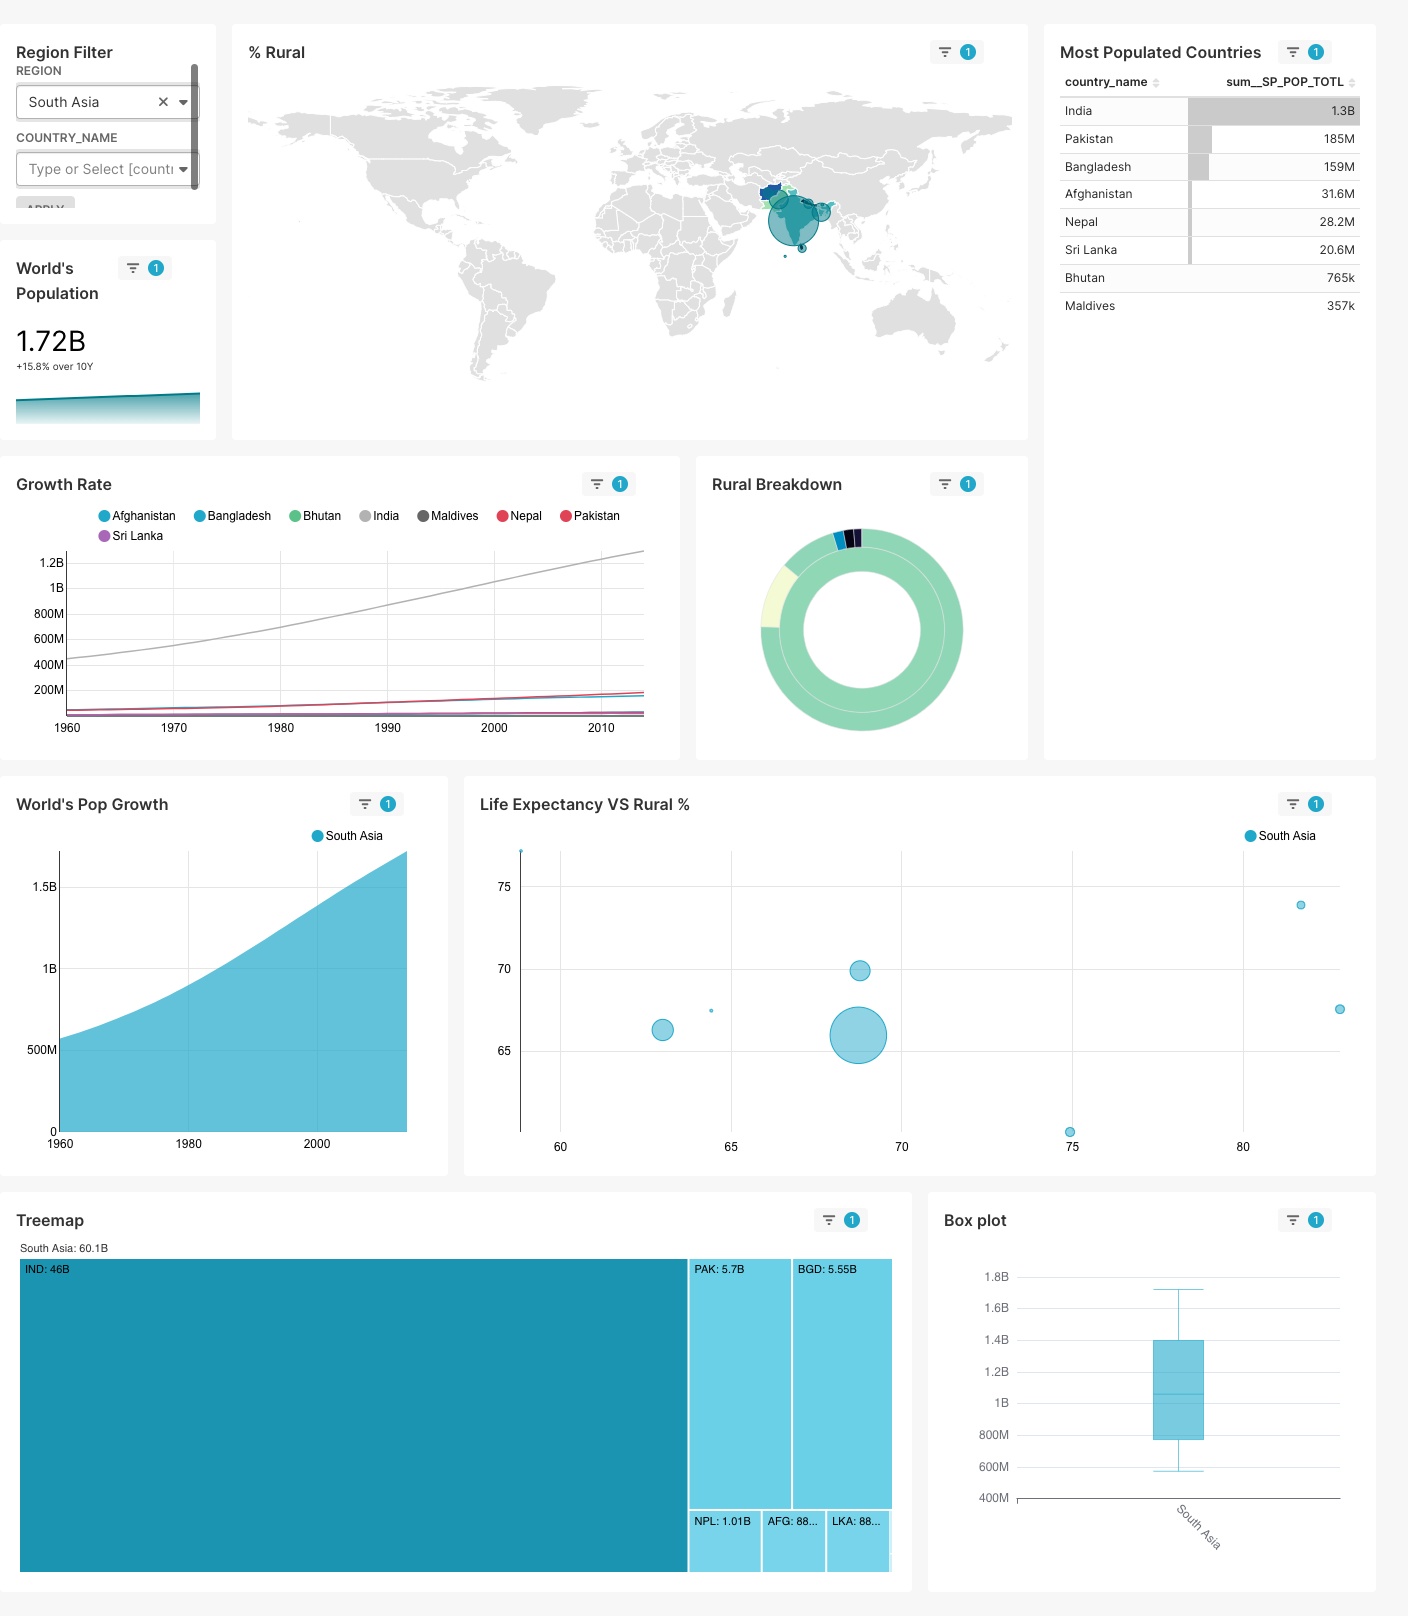 Region Filter
REGION
South Asia
COUNTRY_NAME
Type or Select [countr
World's
Population
1
1.72B
+15.8% over 10Y
% Rural
1
Most Populated Countries
1
country_name sum__SP_POP_TOTL
India 1.3B
Pakistan 185M
Bangladesh 159M
Afghanistan 31.6M
Nepal 28.2M
Sri Lanka 20.6M
Bhutan 765k
Maldives 357k
Growth Rate
1
Afghanistan Bangladesh Bhutan India Maldives Nepal Pakistan
Sri Lanka
1.2B
1B
800M
600M
400M
200M
1960 1970 1980 1990 2000 2010
Rural Breakdown
1
World's Pop Growth
1
South Asia
1.5B
1B
500M
0
1960 1980 2000
Life Expectancy VS Rural %
1
South Asia
75
70
65
60 65 70 75 80
Treemap
1
South Asia: 60.1B
IND: 46B PAK: 5.7B BGD: 5.55B
NPL: 1.01B AFG: 88... LKA: 88...
Box plot
1
1.8B
1.6B
1.4B
1.2B
1B
800M
600M
400M
South Asia